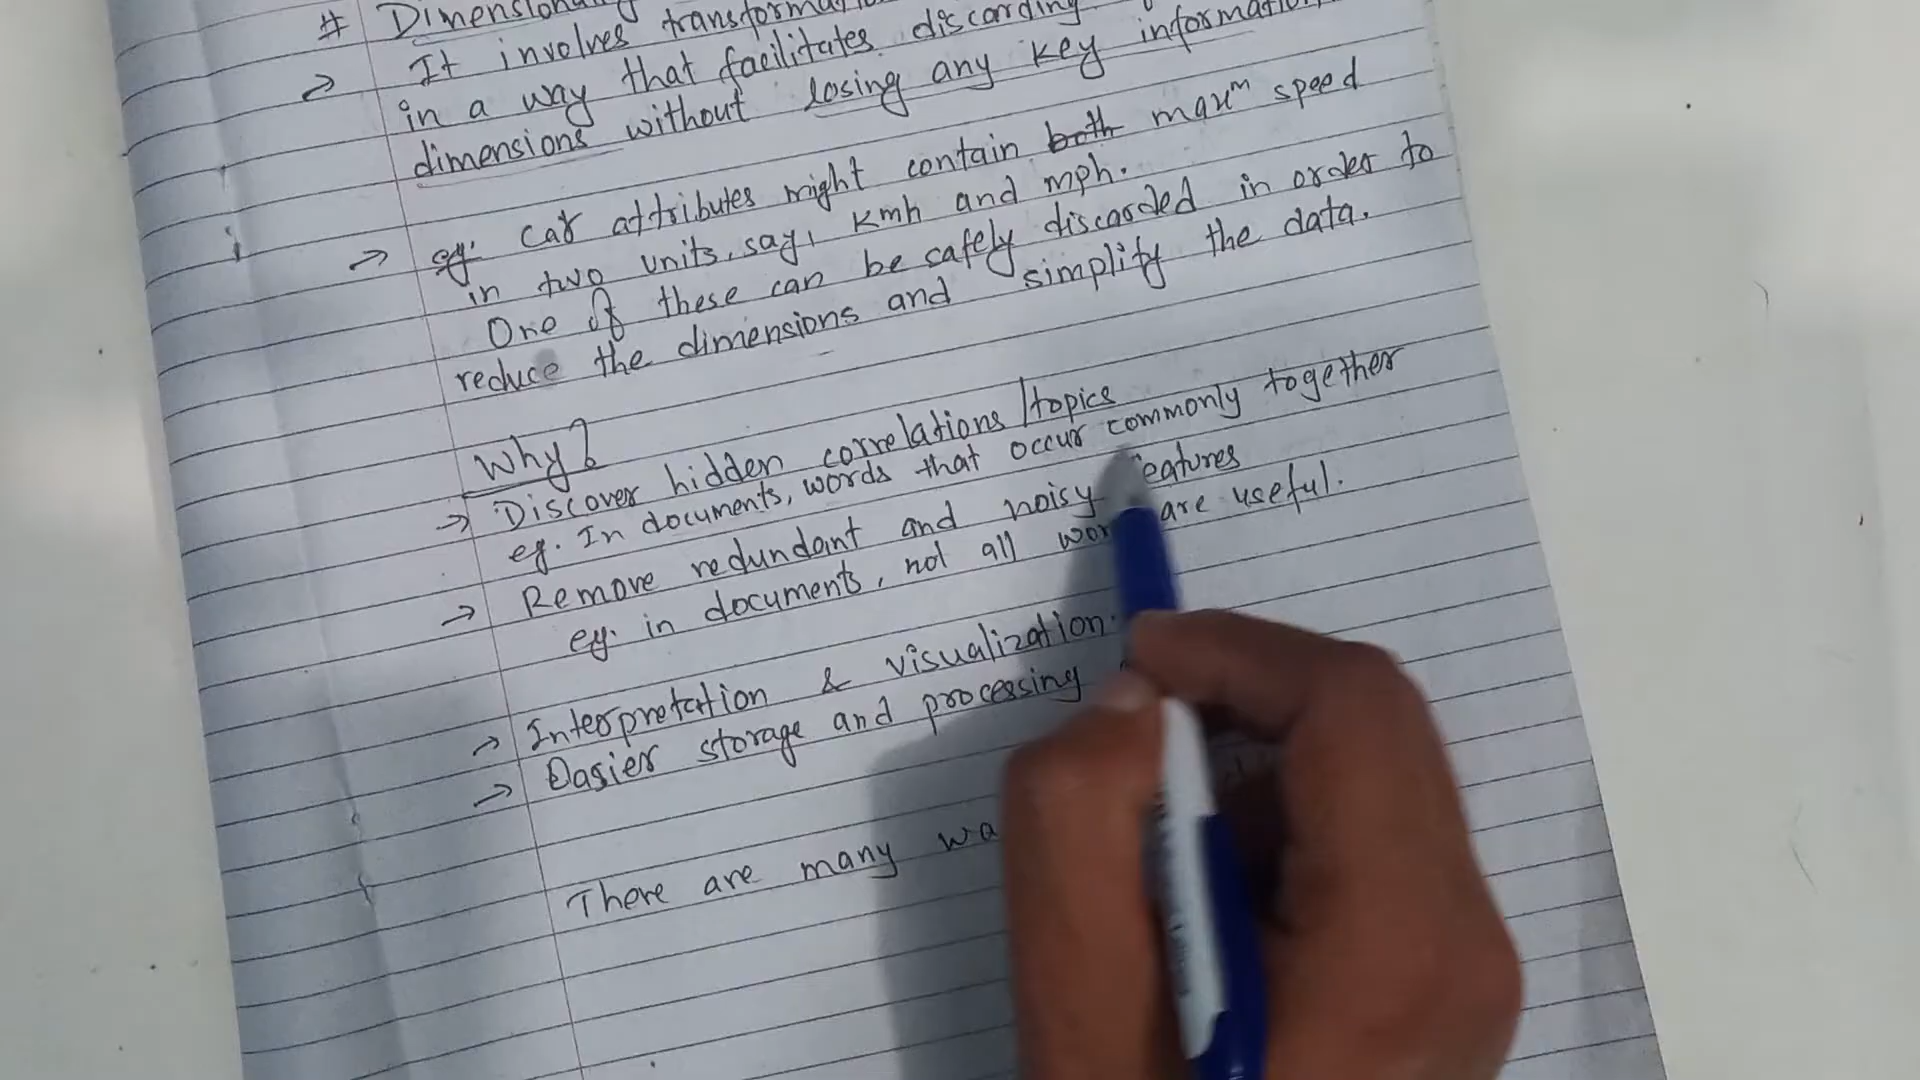 # Dimensionality
→ It involves transformation
in a way that facilitates discarding
dimensions without losing any key information.
→ eg. Car attributes might contain both maxᵐ speed
in two units, say, Kmh and mph.
One of these can be safely discarded in order to
reduce the dimensions and simplify the data.
Why?
→ Discover hidden correlations/topics
eg. In documents, words that occur commonly together
→ Remove redundant and noisy features
eg. in documents, not all words are useful.
→ Interpretation & visualization.
→ Easier storage and processing
There are many